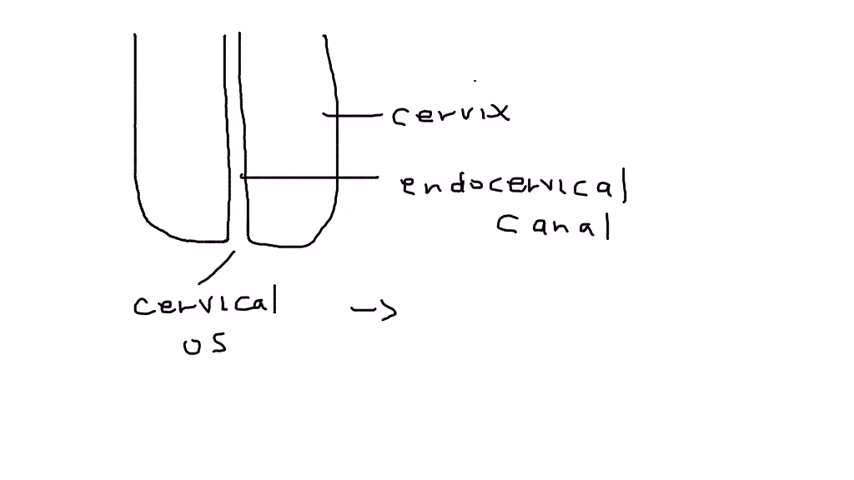 cervix
endocervical
canal
cervical ->
os